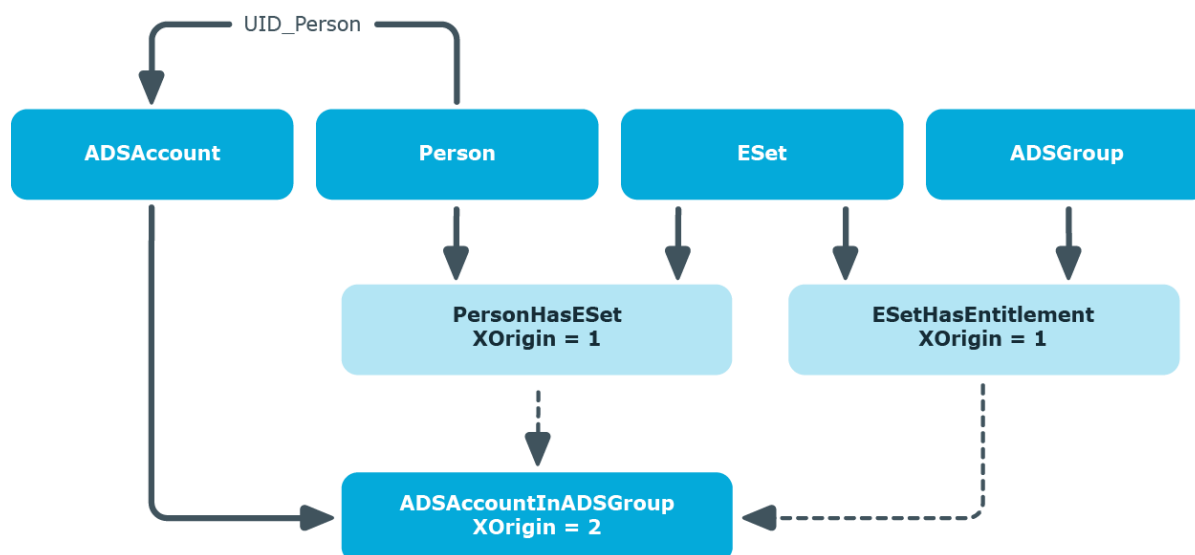 UID_Person
ADSAccount
Person
ESet
ADSGroup
PersonHasESet
XOrigin = 1
ESetHasEntitlement
XOrigin = 1
ADSAccountInADSGroup
XOrigin = 2